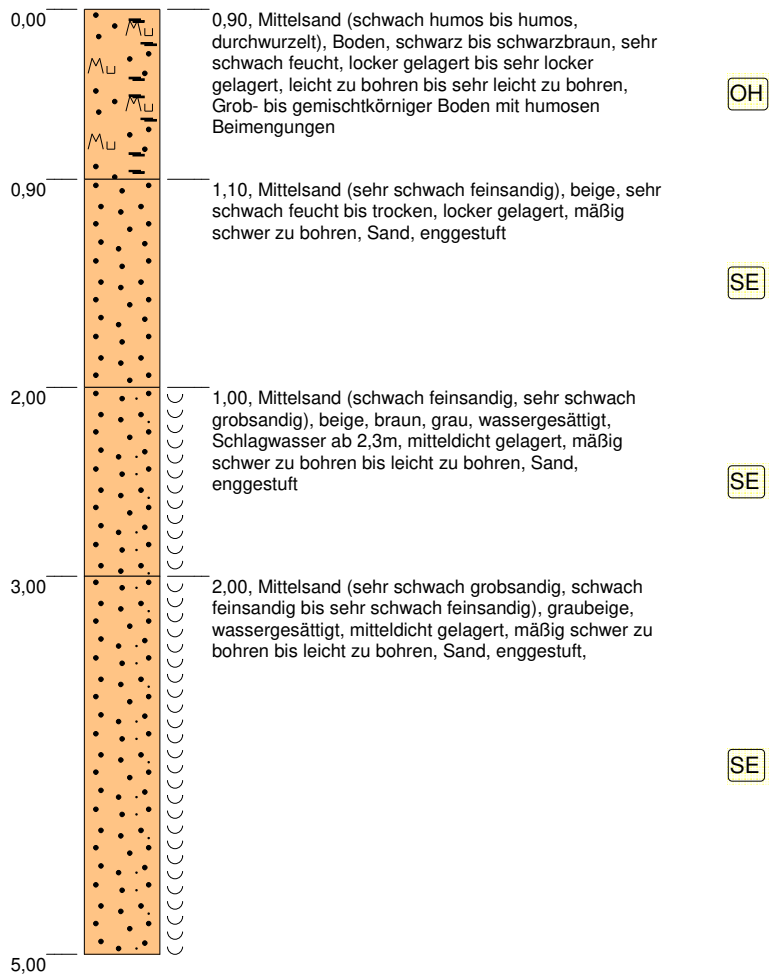 0,00
0,90, Mittelsand (schwach humos bis humos,
durchwurzelt), Boden, schwarz bis schwarzbraun, sehr
schwach feucht, locker gelagert bis sehr locker
gelagert, leicht zu bohren bis sehr leicht zu bohren,
Grob- bis gemischtkörniger Boden mit humosen
Beimengungen
OH
Mu
Mu
Mu
Mu
0,90
1,10, Mittelsand (sehr schwach feinsandig), beige, sehr
schwach feucht bis trocken, locker gelagert, mäßig
schwer zu bohren, Sand, enggestuft
SE
2,00
1,00, Mittelsand (schwach feinsandig, sehr schwach
grobsandig), beige, braun, grau, wassergesättigt,
Schlagwasser ab 2,3m, mitteldicht gelagert, mäßig
schwer zu bohren bis leicht zu bohren, Sand,
enggestuft
SE
3,00
2,00, Mittelsand (sehr schwach grobsandig, schwach
feinsandig bis sehr schwach feinsandig), graubeige,
wassergesättigt, mitteldicht gelagert, mäßig schwer zu
bohren bis leicht zu bohren, Sand, enggestuft,
SE
5,00